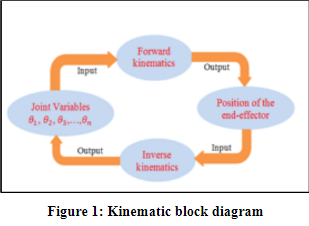 Forward
kinematics
Input
Output
Joint Variables
θ₁, θ₂, θ₃,...,θₙ
Position of the
end-effector
Output
Input
Inverse
kinematics
Figure 1: Kinematic block diagram